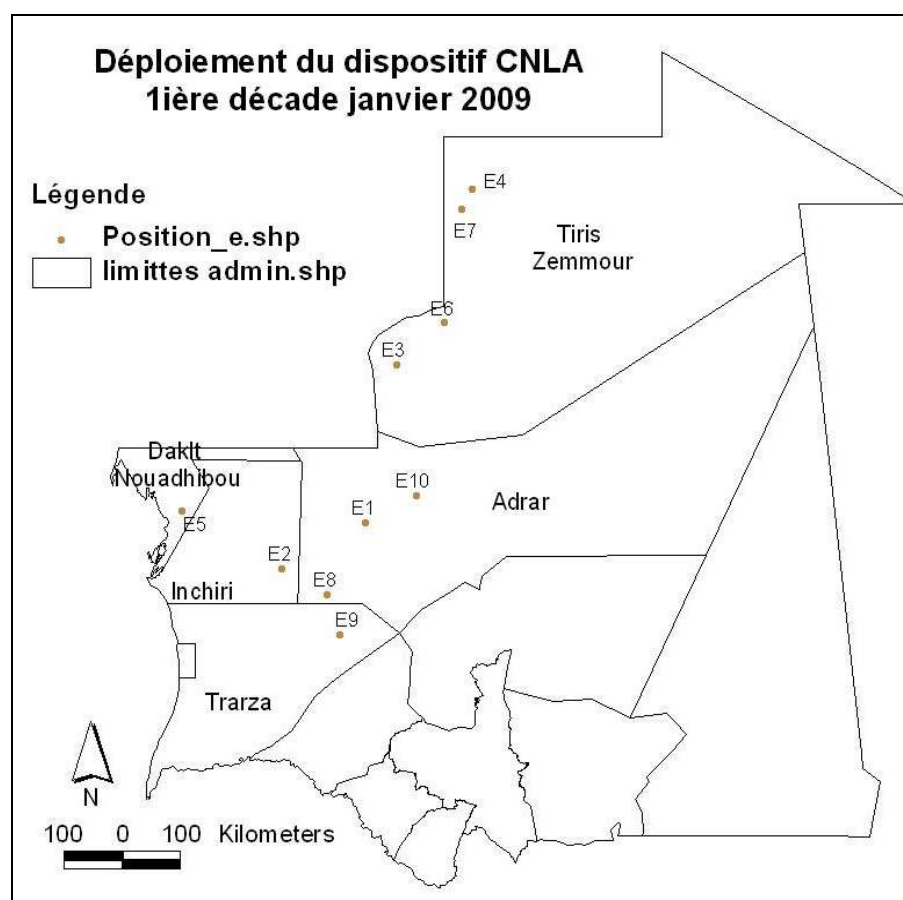 Déploiement du dispositif CNLA
1ière décade janvier 2009
Légende
Position_e.shp
limittes admin.shp
E4
E7
Tiris
Zemmour
E6
E3
Daklt
Nouadhibou
E10
E1
Adrar
E5
E2
E8
Inchiri
E9
Trarza
N
100 0 100 Kilometers